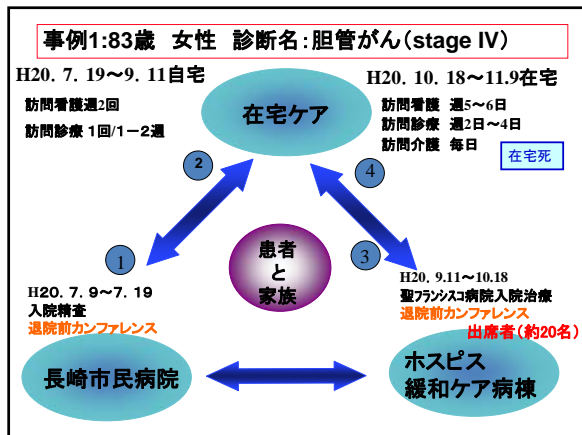 事例1:83歳 女性 診断名:胆管がん(stage IV)
H20. 7. 19～9. 11自宅
訪問看護週2回
訪問診療 1回/1－2週
H20. 10. 18～11.9在宅
訪問看護 週5～6日
訪問診療 週2日～4日
訪問介護 毎日
在宅死
在宅ケア
2
4
1
3
患者
と
家族
H20. 7. 9～7. 19
入院精査
退院前カンファレンス
長崎市民病院
H20. 9.11～10.18
聖フランシスコ病院入院治療
退院前カンファレンス
出席者(約20名)
ホスピス
緩和ケア病棟